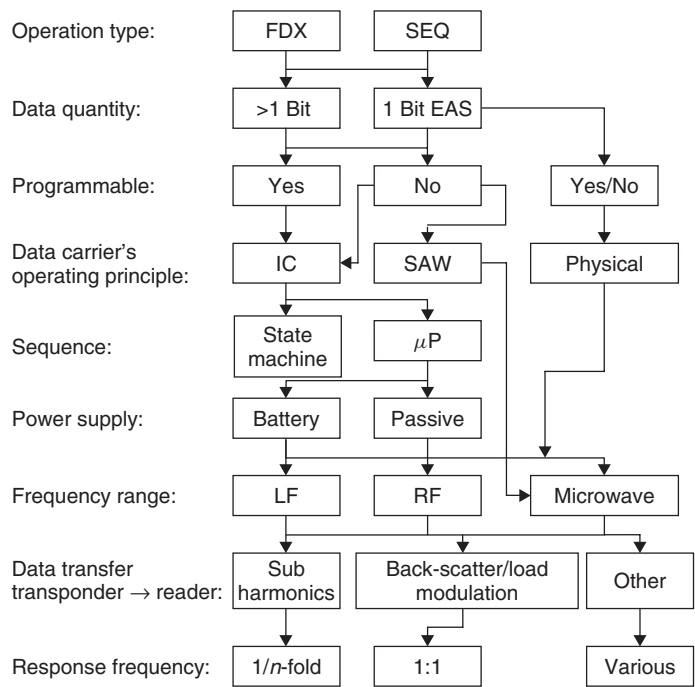 Operation type: FDX SEQ
Data quantity: >1 Bit 1 Bit EAS
Programmable: Yes No Yes/No
Data carrier's
operating principle: IC SAW Physical
Sequence: State
machine μP
Power supply: Battery Passive
Frequency range: LF RF Microwave
Data transfer
transponder → reader: Sub
harmonics Back-scatter/load
modulation Other
Response frequency: 1/n-fold 1:1 Various